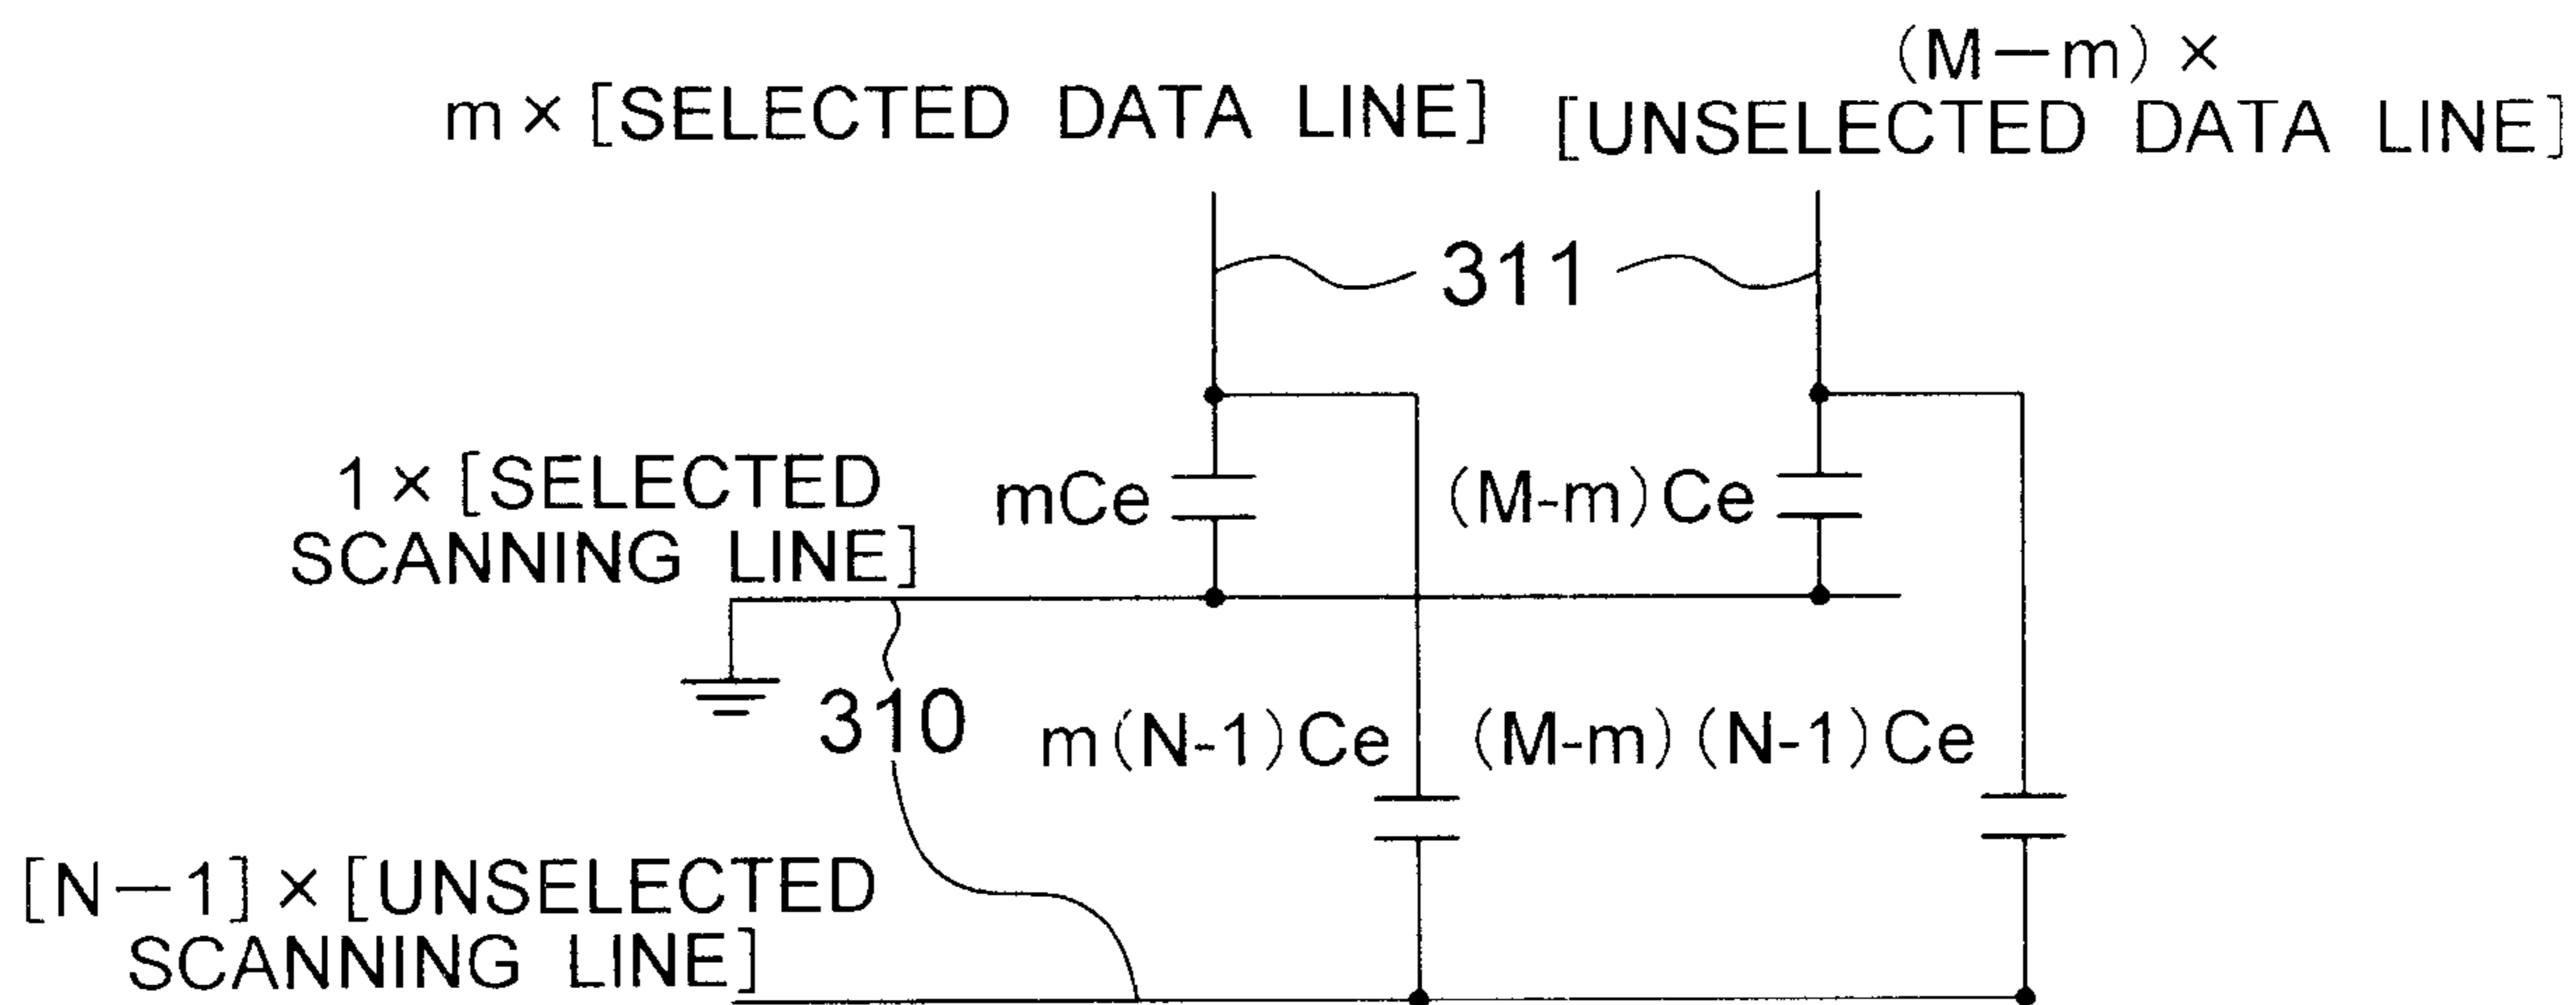 (M－m) ×
m × [SELECTED DATA LINE]
[UNSELECTED DATA LINE]
311
1 × [SELECTED
SCANNING LINE]
mCe
(M-m)Ce
310
m(N-1)Ce
(M-m)(N-1)Ce
[N－1] × [UNSELECTED
SCANNING LINE]